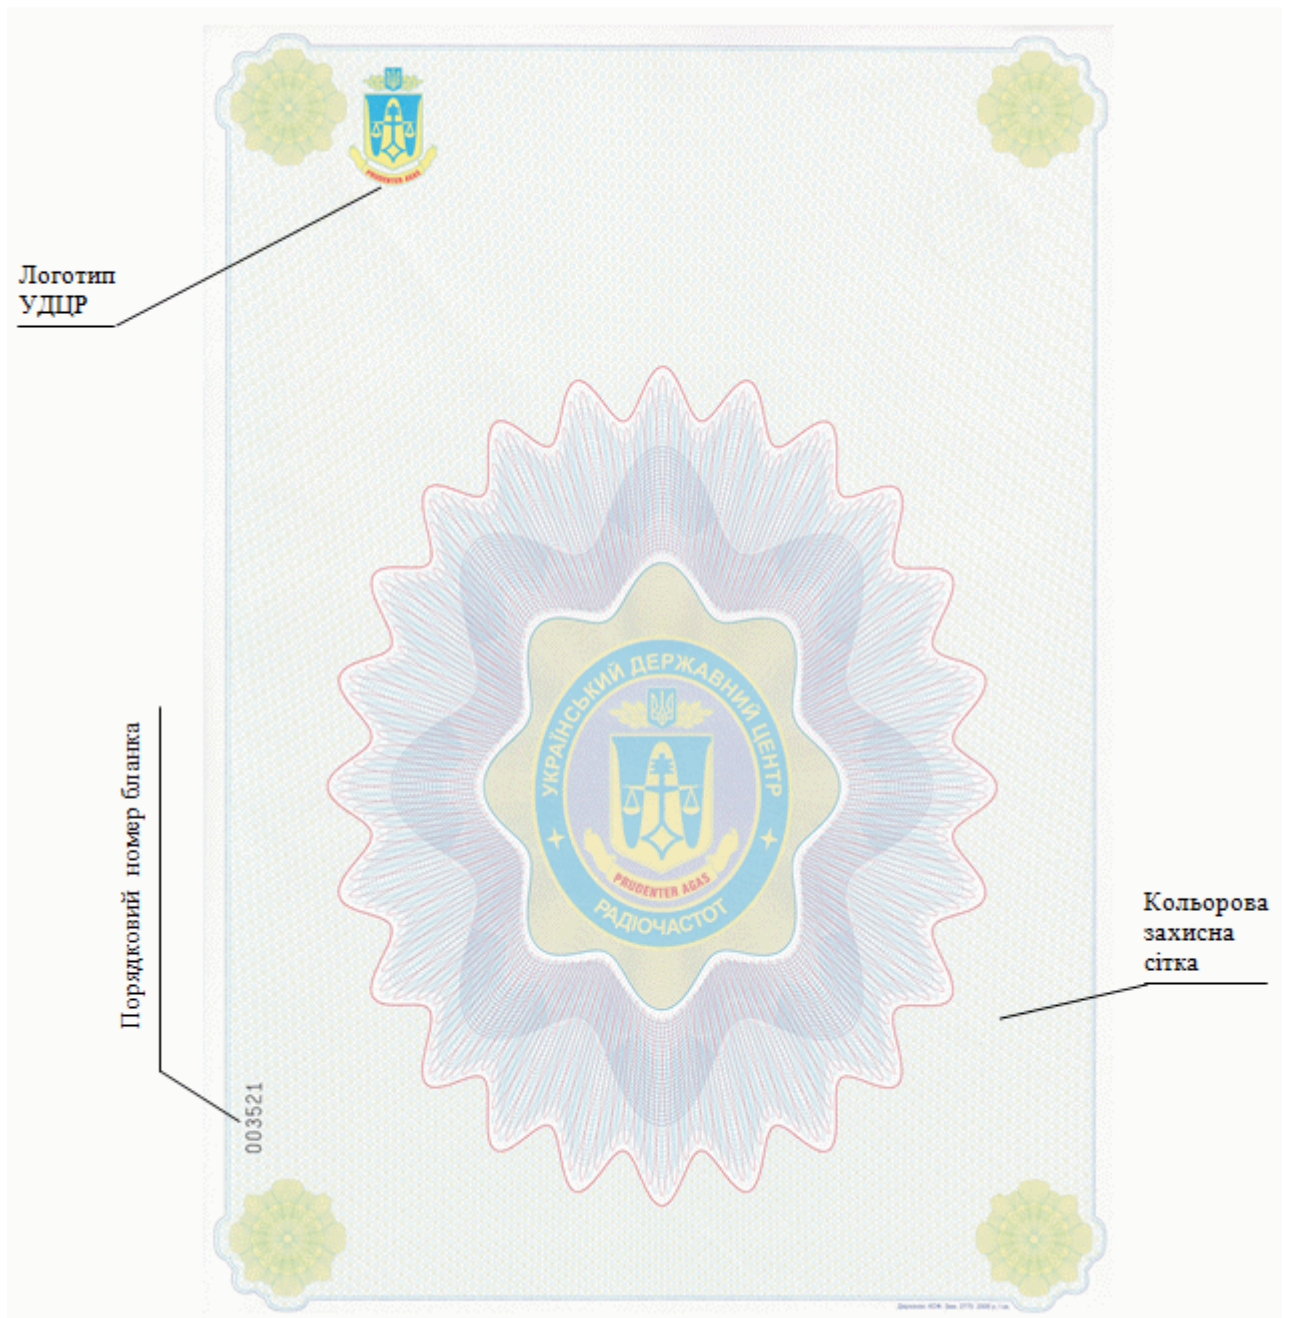 PRUDENTER AGAS
Логотип
УДЦР
УКРАЇНСЬКИЙ ДЕРЖАВНИЙ ЦЕНТР
PRUDENTER AGAS
РАДІОЧАСТОТ
Порядковий номер бланка
Кольорова
захисна
сітка
003521